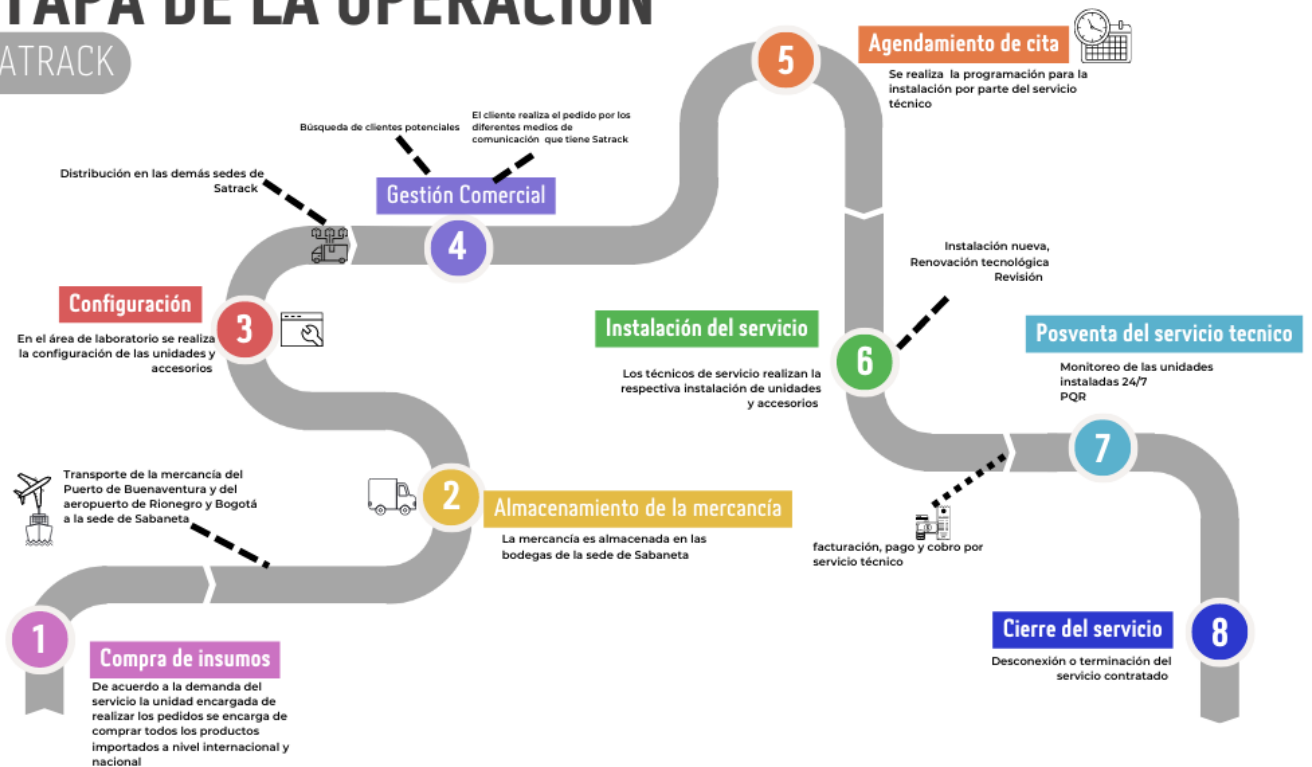 TAPA DE LA OPERACIÓN
ATRACK
5
Agendamiento de cita
Se realiza la programación para la
instalación por parte del servicio
técnico
Búsqueda de clientes potenciales
El cliente realiza el pedido por los
diferentes medios de
comunicación que tiene Satrack
Distribución en las demás sedes de
Satrack
Gestión Comercial
4
Instalación nueva,
Renovación tecnológica
Revisión
Configuración
3
En el área de laboratorio se realiza
la configuración de las unidades y
accesorios
Instalación del servicio
6
Los técnicos de servicio realizan la
respectiva instalación de unidades
y accesorios
Posventa del servicio tecnico
Monitoreo de las unidades
instaladas 24/7
PQR
7
Transporte de la mercancía del
Puerto de Buenaventura y del
aeropuerto de Rionegro y Bogotá
a la sede de Sabaneta
2
Almacenamiento de la mercancía
La mercancía es almacenada en las
bodegas de la sede de Sabaneta
facturación, pago y cobro por
servicio técnico
1
Compra de insumos
De acuerdo a la demanda del
servicio la unidad encargada de
realizar los pedidos se encarga de
comprar todos los productos
importados a nivel internacional y
nacional
Cierre del servicio
8
Desconexión o terminación del
servicio contratado